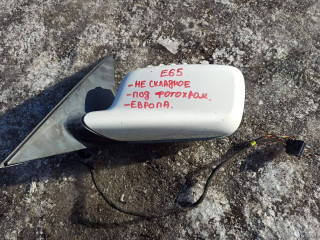 E65
- НЕ СКЛАДНОЕ
- ПОД ФОТОХРОМ.
- ЕВРОПА.